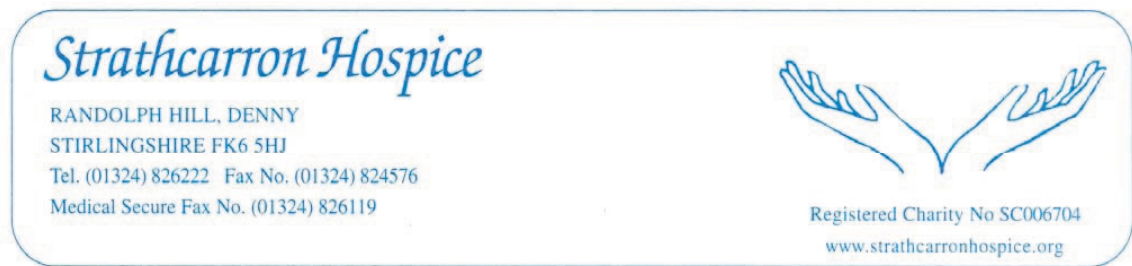 Strathcarron Hospice
RANDOLPH HILL, DENNY
STIRLINGSHIRE FK6 5HJ
Tel. (01324) 826222 Fax No. (01324) 824576
Medical Secure Fax No. (01324) 826119
Registered Charity No SC006704
www.strathcarronhospice.org